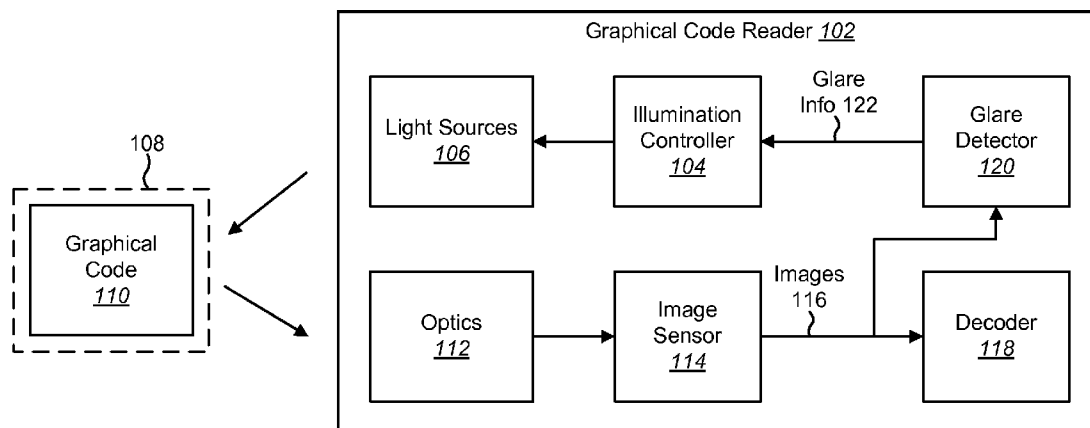 Graphical Code Reader 102
Glare
Info 122
Light Sources
106
Illumination
Controller
104
Glare
Detector
120
108
Graphical
Code
110
Images
116
Optics
112
Image
Sensor
114
Decoder
118